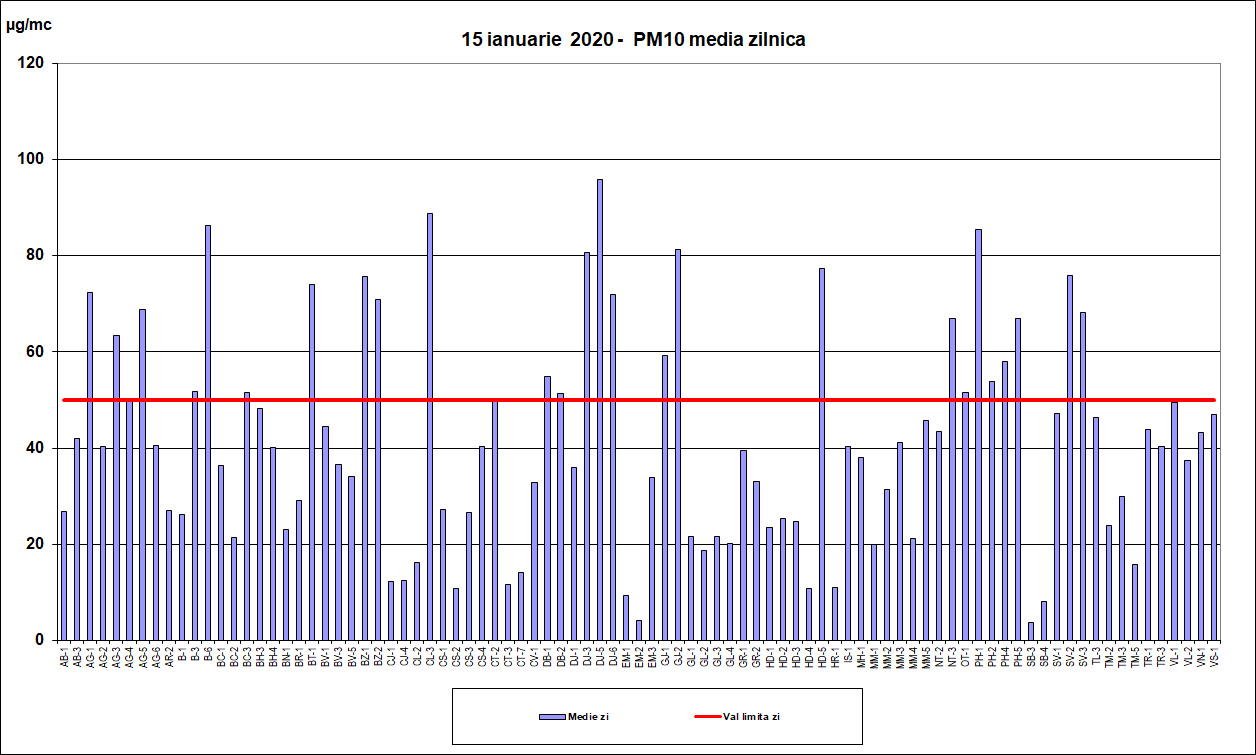 µg/mc
15 ianuarie 2020 - PM10 media zilnica
120
100
80
60
40
20
0
AB-1 AB-3 AG-1 AG-2 AG-3 AG-4 AG-5 AG-6 AR-2 B-1 B-3 B-6 BC-1 BC-2 BC-3 BH-3 BH-4 BN-1 BR-1 BT-1 BV-1 BV-3 BV-5 BZ-1 BZ-2 CJ-1 CJ-4 CL-2 CL-3 CS-1 CS-2 CS-3 CS-4 CT-2 CT-3 CT-7 CV-1 DB-1 DB-2 DJ-1 DJ-3 DJ-5 DJ-6 EM-1 EM-2 EM-3 GJ-1 GJ-2 GL-1 GL-2 GL-3 GL-4 GR-1 GR-2 HD-1 HD-2 HD-3 HD-4 HD-5 HR-1 IS-1 MH-1 MM-1 MM-2 MM-3 MM-4 MM-5 NT-2 NT-3 OT-1 PH-1 PH-2 PH-4 PH-5 SB-3 SB-4 SV-1 SV-2 SV-3 TL-3 TM-2 TM-3 TM-5 TR-1 TR-3 VL-1 VL-2 VN-1 VS-1
Medie zi Val limita zi